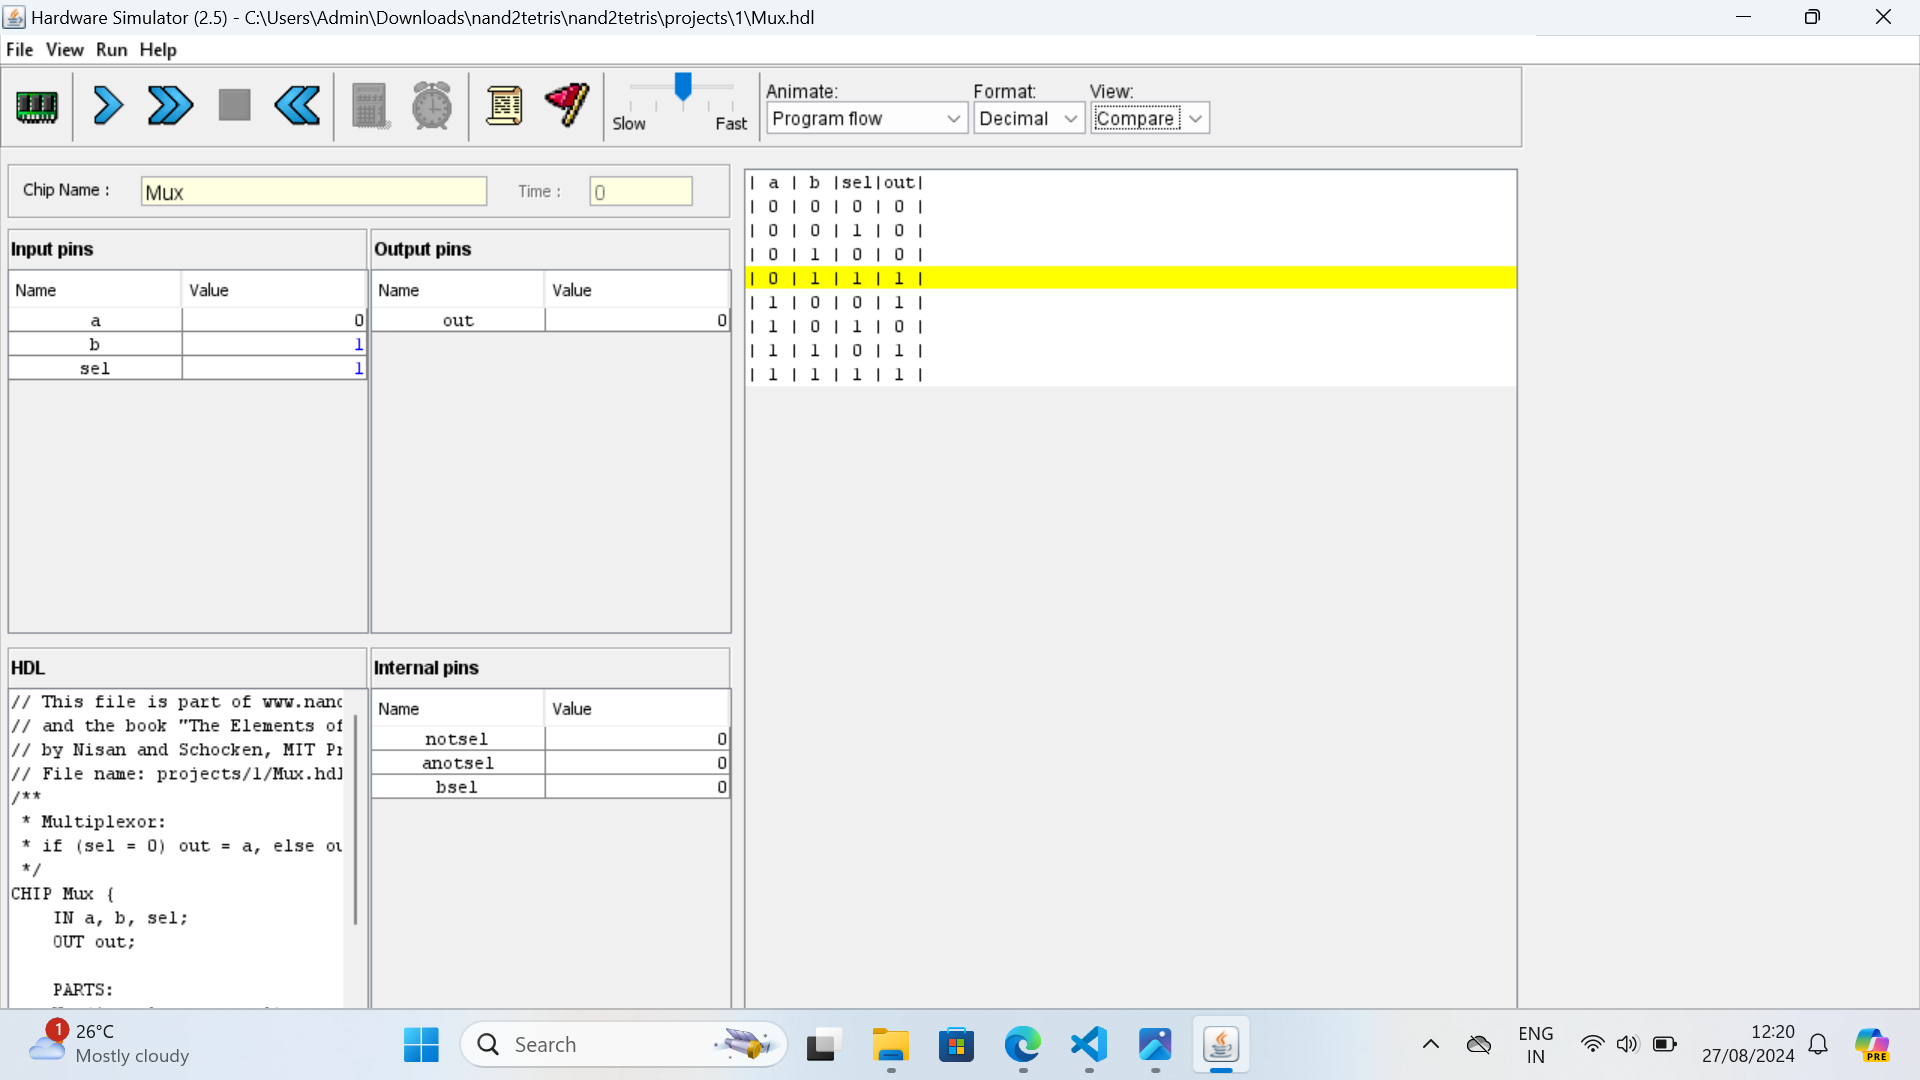 Hardware Simulator (2.5) - C:\Users\Admin\Downloads\nand2tetris\nand2tetris\projects\1\Mux.hdl
File View Run Help
Slow Fast
Animate: Format: View:
Program flow Decimal Compare
Chip Name : Mux Time : 0
| a | b |sel|out|
| 0 | 0 | 0 | 0 |
| 0 | 0 | 1 | 0 |
| 0 | 1 | 0 | 0 |
| 0 | 1 | 1 | 1 |
| 1 | 0 | 0 | 1 |
| 1 | 0 | 1 | 0 |
| 1 | 1 | 0 | 1 |
| 1 | 1 | 1 | 1 |
Input pins
Name Value
a 0
b 1
sel 1
Output pins
Name Value
out 0
HDL
// This file is part of www.nanc
// and the book "The Elements of
// by Nisan and Schocken, MIT Pr
// File name: projects/1/Mux.hdl
/**
* Multiplexor:
* if (sel = 0) out = a, else ou
*/
CHIP Mux {
IN a, b, sel;
OUT out;
PARTS:
Internal pins
Name Value
notsel 0
anotsel 0
bsel 0
1
26°C
Mostly cloudy
Search
ENG
IN
12:20
27/08/2024
PRE